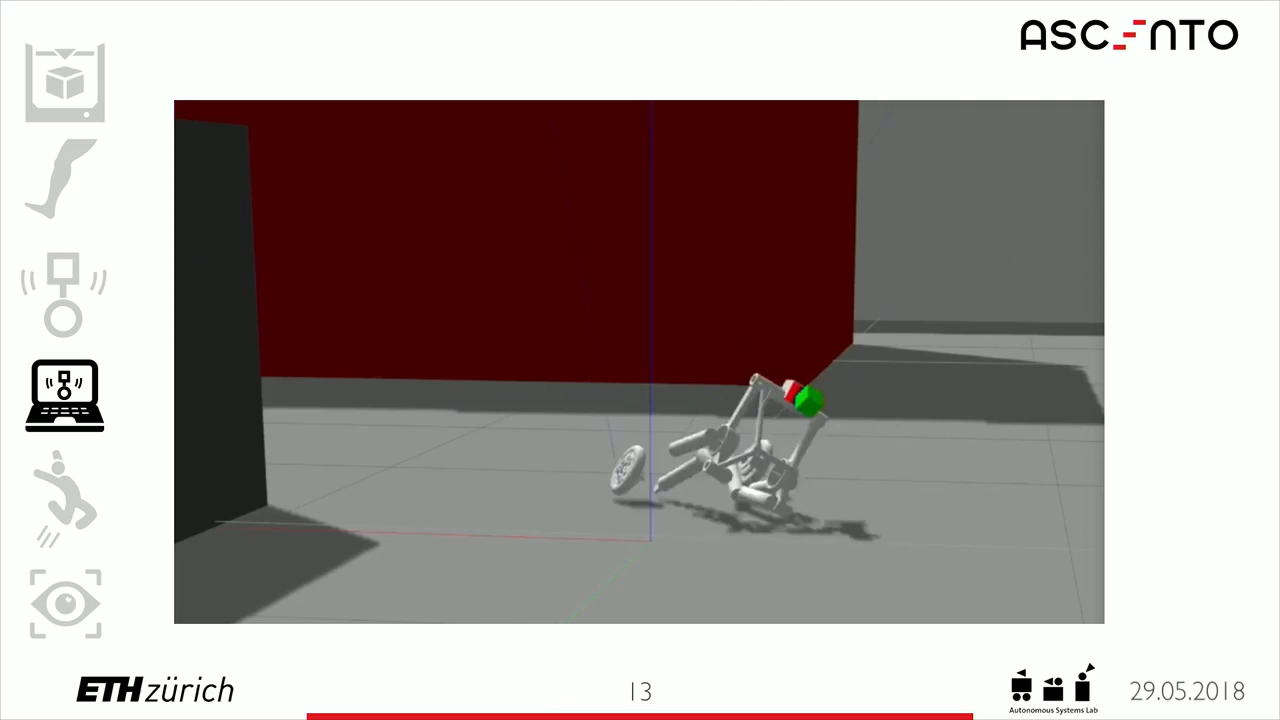 ASCENTO
ETH zürich
13
Autonomous Systems Lab
29.05.2018